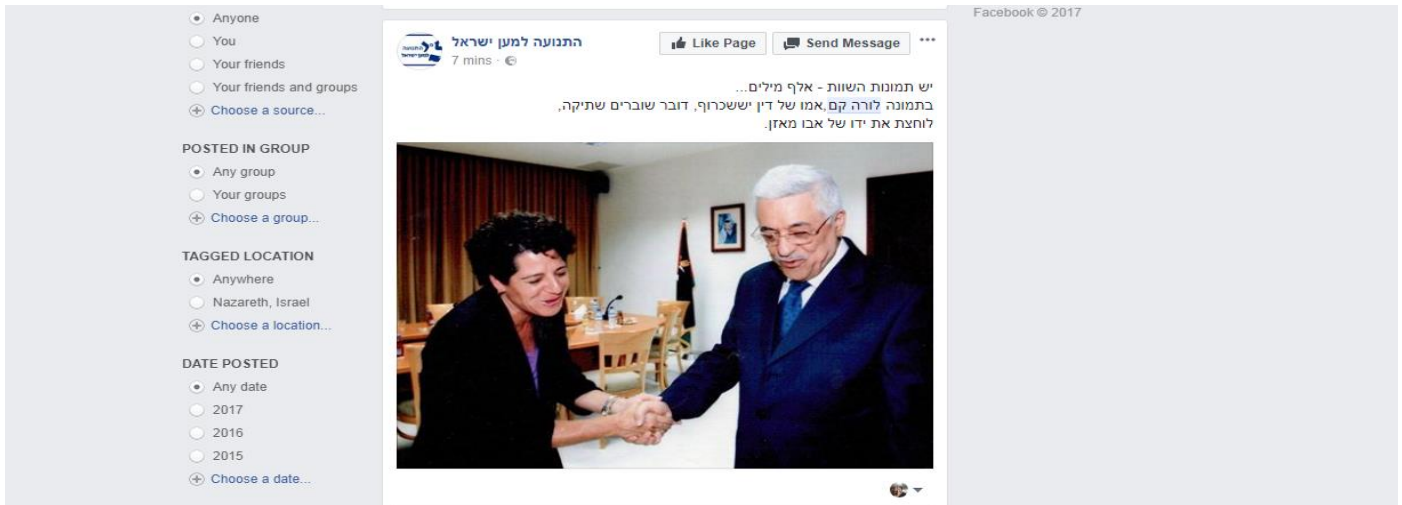 Anyone
You
Your friends
Your friends and groups
Choose a source...
POSTED IN GROUP
Any group
Your groups
Choose a group...
TAGGED LOCATION
Anywhere
Nazareth, Israel
Choose a location...
DATE POSTED
Any date
2017
2016
2015
Choose a date...
התנועה למען ישראל
7 mins ·
Like Page
Send Message
יש תמונות השוות - אלף מילים...
בתמונה לורה קם, אמו של דין יששכרוף, דובר שוברים שתיקה,
לוחצת את ידו של אבו מאזן.
Facebook © 2017